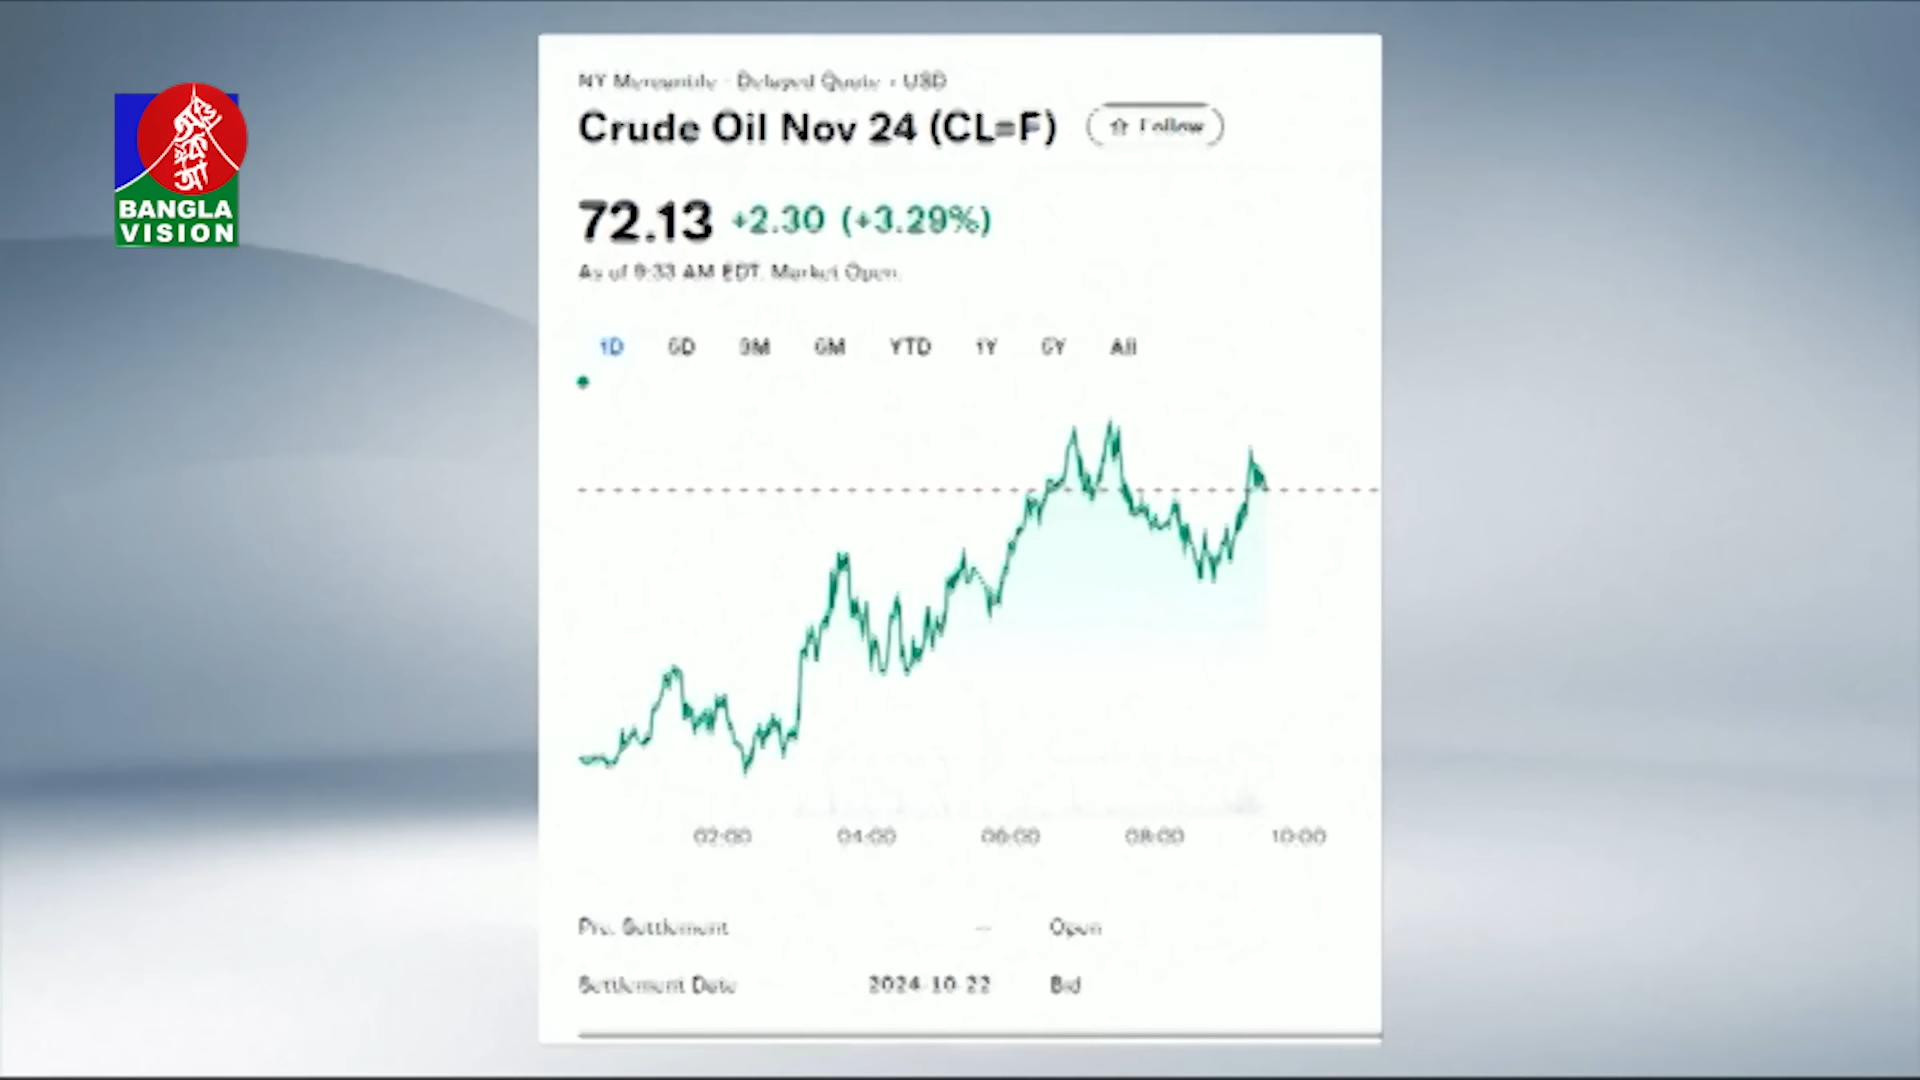 BANGLA
VISION
NY Mercantile - Delayed Quote • USD
Crude Oil Nov 24 (CL=F)
Follow
72.13 +2.30 (+3.29%)
As of 9:33 AM EDT. Market Open.
1D 5D 3M 6M YTD 1Y 5Y All
02:00 04:00 06:00 08:00 10:00
Pre. Settlement -- Open
Settlement Date 2024-10-22 Bid